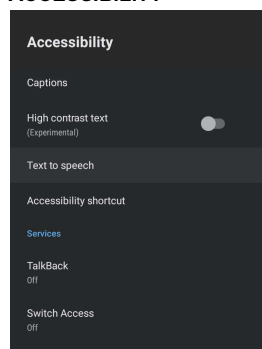 Accessibility
Captions
High contrast text
(Experimental)
Text to speech
Accessibility shortcut
Services
TalkBack
Off
Switch Access
Off